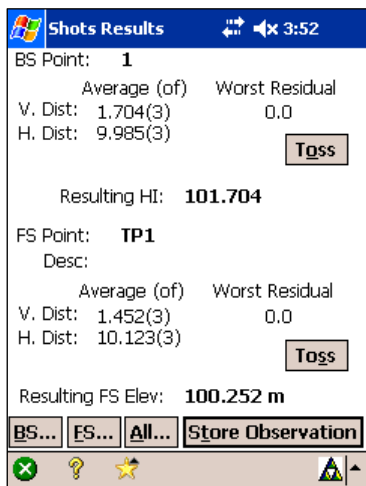 Shots Results 3:52
BS Point: 1
Average (of) Worst Residual
V. Dist: 1.704(3) 0.0
H. Dist: 9.985(3)
Toss
Resulting HI: 101.704
FS Point: TP1
Desc:
Average (of) Worst Residual
V. Dist: 1.452(3) 0.0
H. Dist: 10.123(3)
Toss
Resulting FS Elev: 100.252 m
BS... FS... All... Store Observation